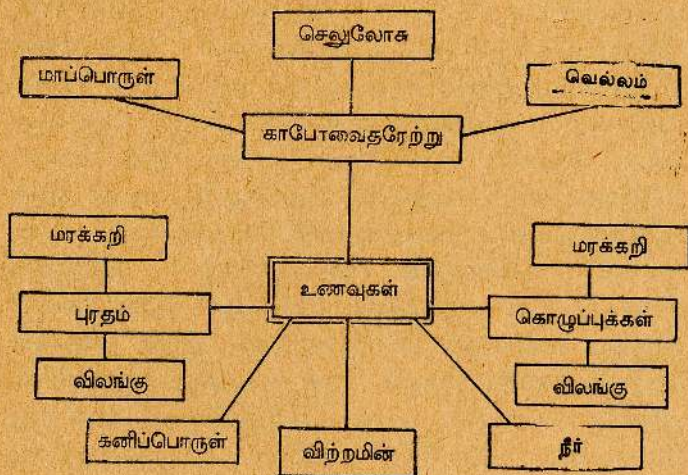 செலுலோசு
மாப்பொருள்
வெல்லம்
காபோவைதரேற்று
மரக்கறி
மரக்கறி
உணவுகள்
புரதம்
கொழுப்புக்கள்
விலங்கு
விலங்கு
கனிப்பொருள்
விற்றமின்
நீர்